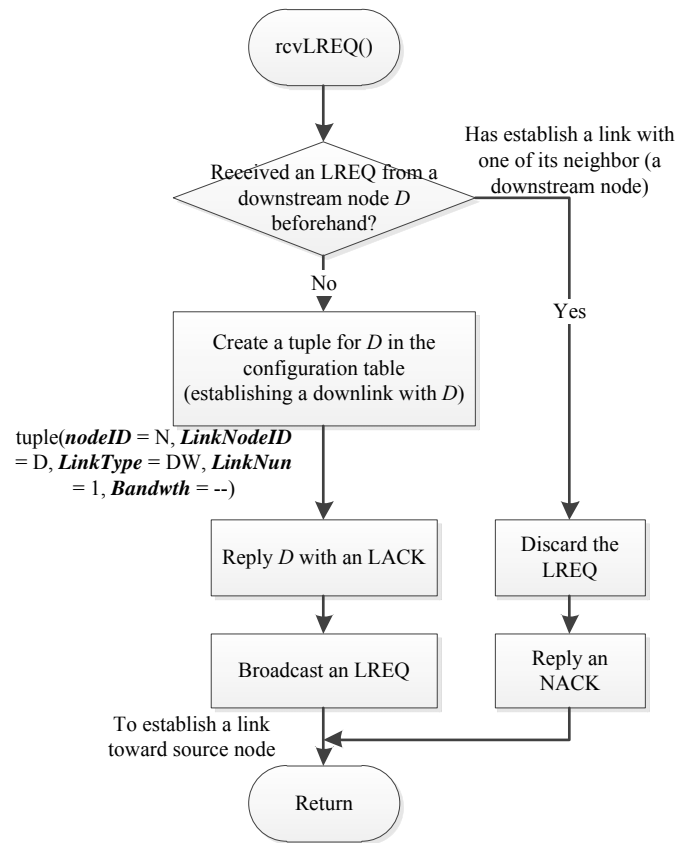 rcvLREQ()
Has establish a link with
one of its neighbor (a
downstream node)
Received an LREQ from a
downstream node D
beforehand?
No
Yes
Create a tuple for D in the
configuration table
(establishing a downlink with D)
tuple(nodeID = N, LinkNodeID
= D, LinkType = DW, LinkNun
= 1, Bandwth = --)
Reply D with an LACK
Discard the
LREQ
Broadcast an LREQ
Reply an
NACK
To establish a link
toward source node
Return